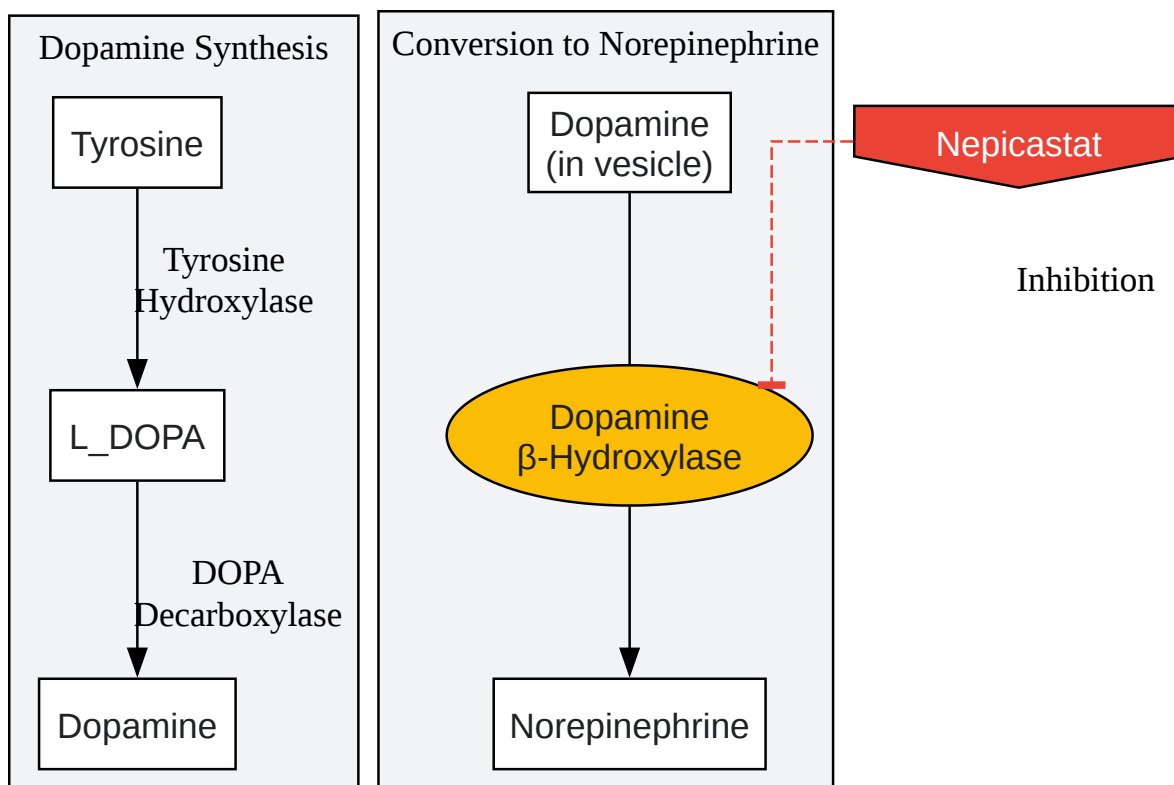 Dopamine Synthesis
Tyrosine
Tyrosine
Hydroxylase
L_DOPA
DOPA
Decarboxylase
Dopamine
Conversion to Norepinephrine
Dopamine
(in vesicle)
Dopamine
β-Hydroxylase
Norepinephrine
Nepicastat
Inhibition